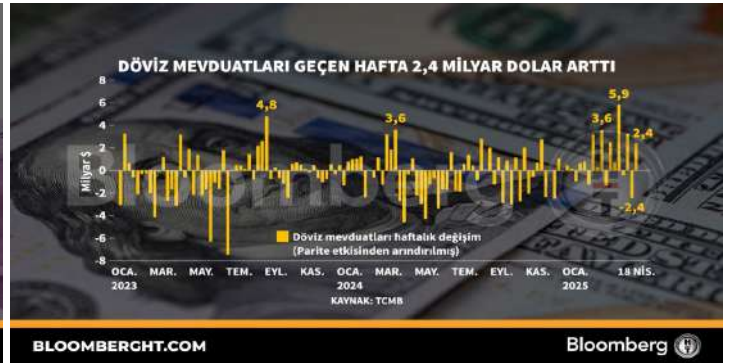 DÖVİZ MEVDUATLARI GEÇEN HAFTA 2,4 MİLYAR DOLAR ARTTI
8
6
4
2
0
-2
-4
-6
-8
Milyar $
4,8
3,6
3,6
5,9
2,4
-2,4
Bloomberg
Döviz mevduatları haftalık değişim
(Parite etkisinden arındırılmış)
OCA. MAR. MAY. TEM. EYL. KAS. OCA. MAR. MAY. TEM. EYL. KAS. OCA. 18 NİS.
2023 2024 2025
KAYNAK: TCMB
BLOOMBERGHT.COM Bloomberg HT